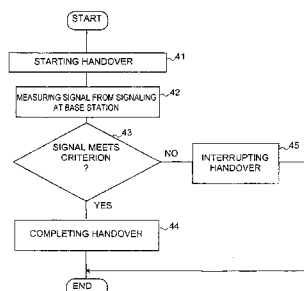 START
STARTING HANDOVER
41
MEASURING SIGNAL FROM SIGNALING
AT BASE STATION
42
43
SIGNAL MEETS
CRITERION
?
NO
INTERRUPTING
HANDOVER
45
YES
COMPLETING HANDOVER
44
END